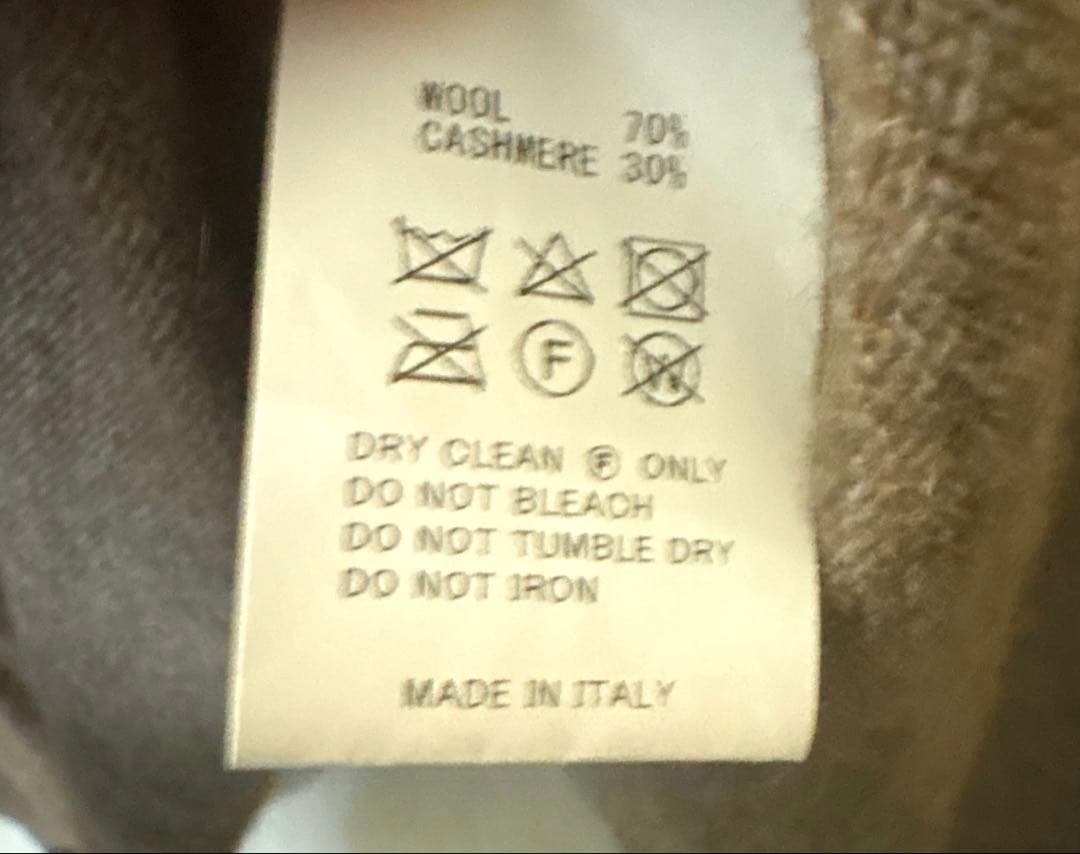 WOOL 70%
CASHMERE 30%
F W
DRY CLEAN Ⓕ ONLY
DO NOT BLEACH
DO NOT TUMBLE DRY
DO NOT IRON
MADE IN ITALY